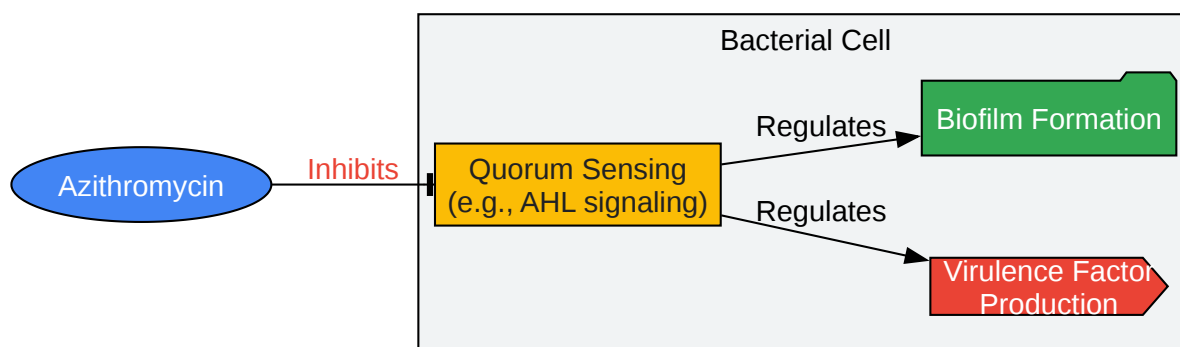 Bacterial Cell
Azithromycin
Inhibits
Quorum Sensing
(e.g., AHL signaling)
Regulates
Regulates
Biofilm Formation
Virulence Factor
Production